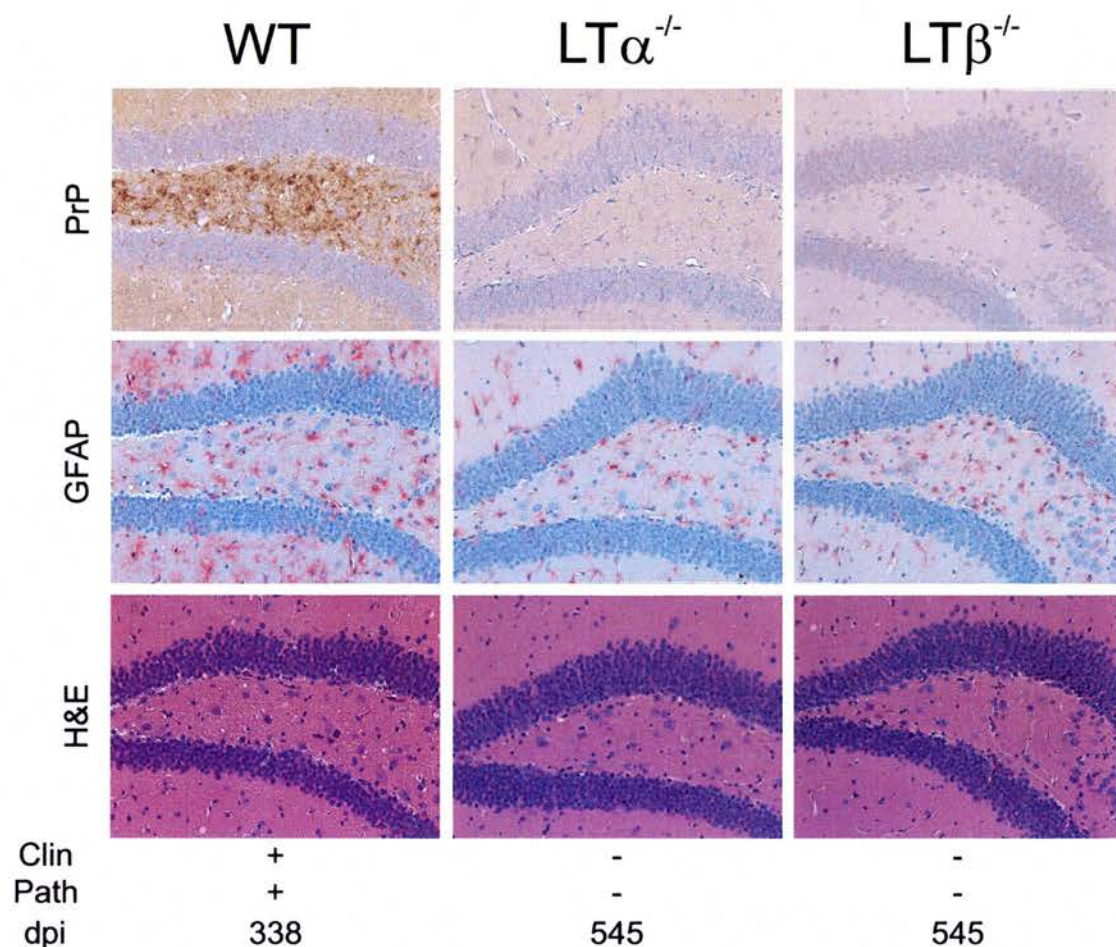 WT LTα-/- LTβ-/-
PrP
GFAP
H&E
Clin + - -
Path + - -
dpi 338 545 545